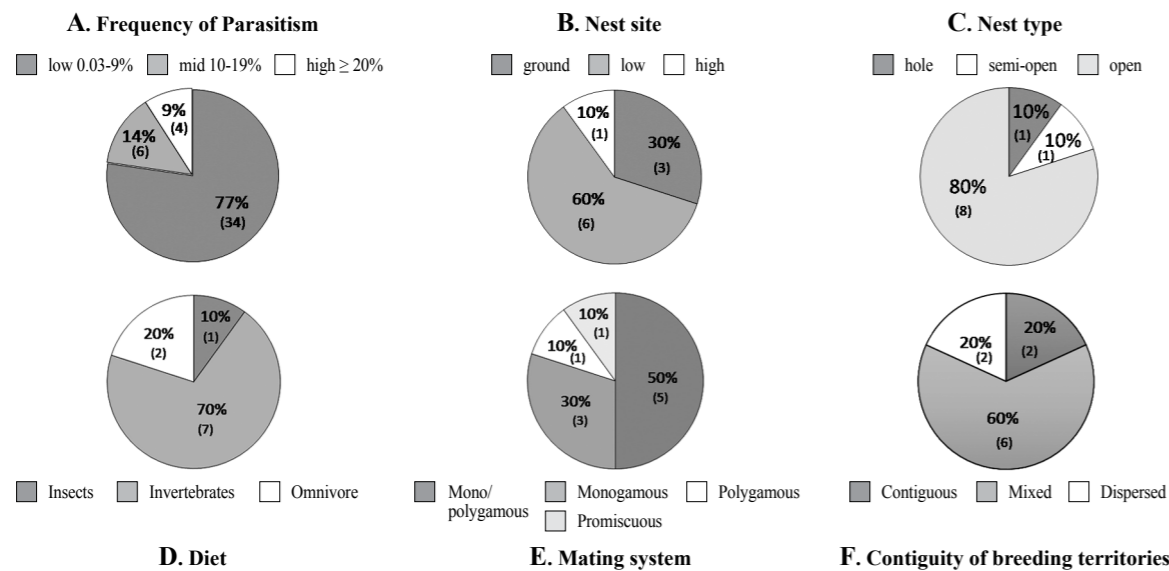 A. Frequency of Parasitism
low 0.03-9% mid 10-19% high ≥ 20%
9%
(4)
14%
(6)
77%
(34)
B. Nest site
ground low high
10%
(1)
30%
(3)
60%
(6)
C. Nest type
hole semi-open open
10%
(1)
10%
(1)
80%
(8)
10%
(1)
20%
(2)
70%
(7)
Insects Invertebrates Omnivore
D. Diet
10%
(1)
10%
(1)
50%
(5)
30%
(3)
Mono/
polygamous
Monogamous Polygamous
Promiscuous
E. Mating system
20%
(2)
20%
(2)
60%
(6)
Contiguous Mixed Dispersed
F. Contiguity of breeding territories